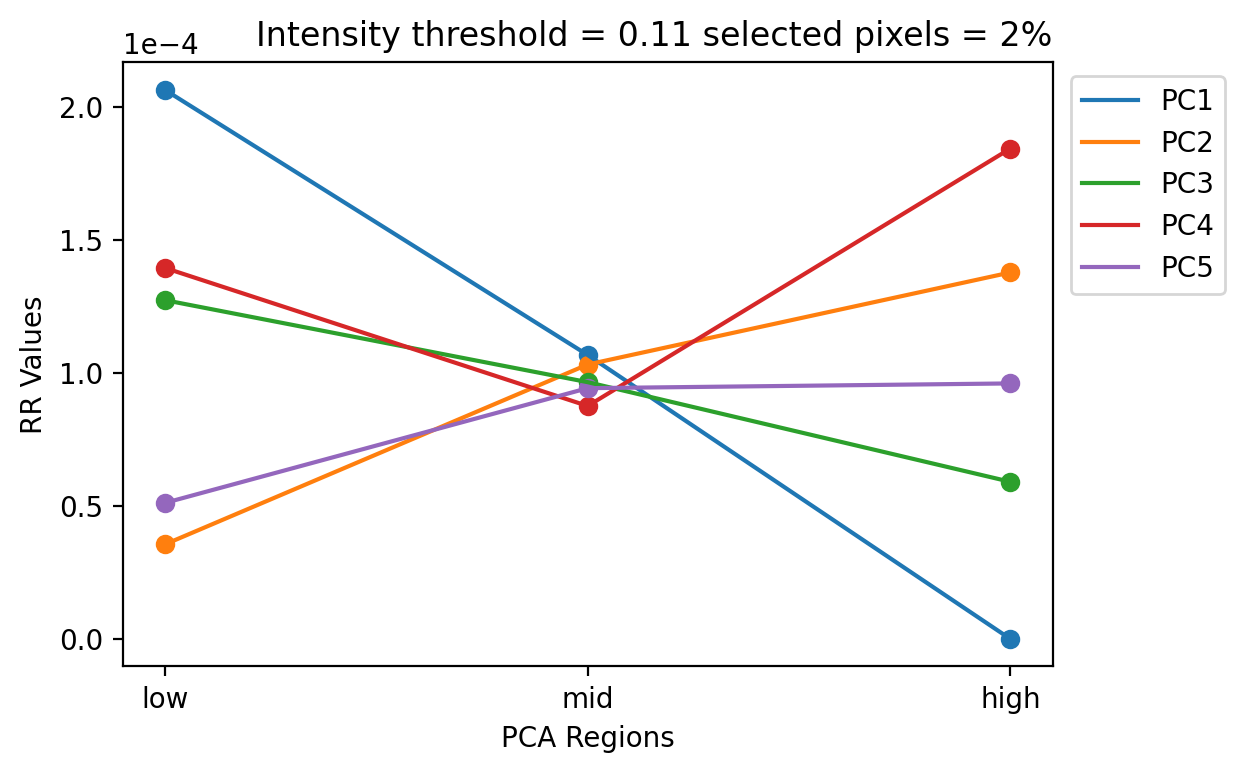 Intensity threshold = 0.11 selected pixels = 2%
1e−4
2.0
1.5
1.0
0.5
0.0
RR Values
low
mid
high
PCA Regions
PC1
PC2
PC3
PC4
PC5